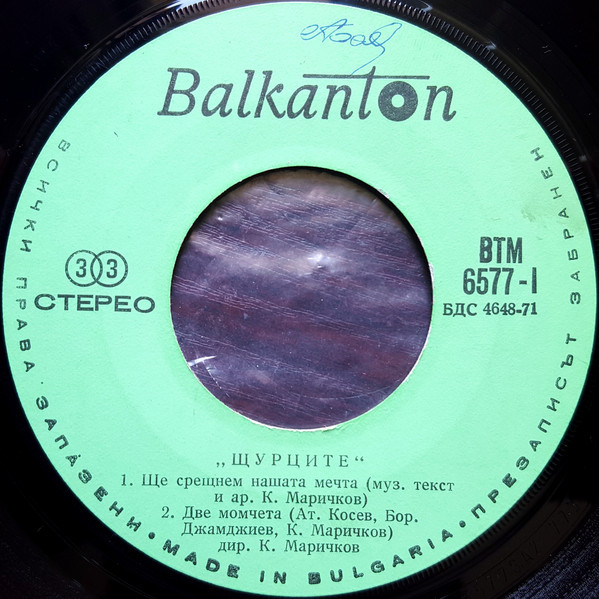 Balkanton
ВСИЧКИ ПРАВА · ЗАПАЗЕНИ · MADE IN BULGARIA · ПРЕЗАПИСЪТ ЗАБРАНЕН
33
СТЕРЕО
ВТМ
6577-I
БДС 4648-71
„ЩУРЦИТЕ“
1. Ще срещнем нашата мечта (муз. текст
и ар. К. Маричков)
2. Две момчета (Ат. Косев, Бор.
Джамджиев, К. Маричков)
дир. К. Маричков